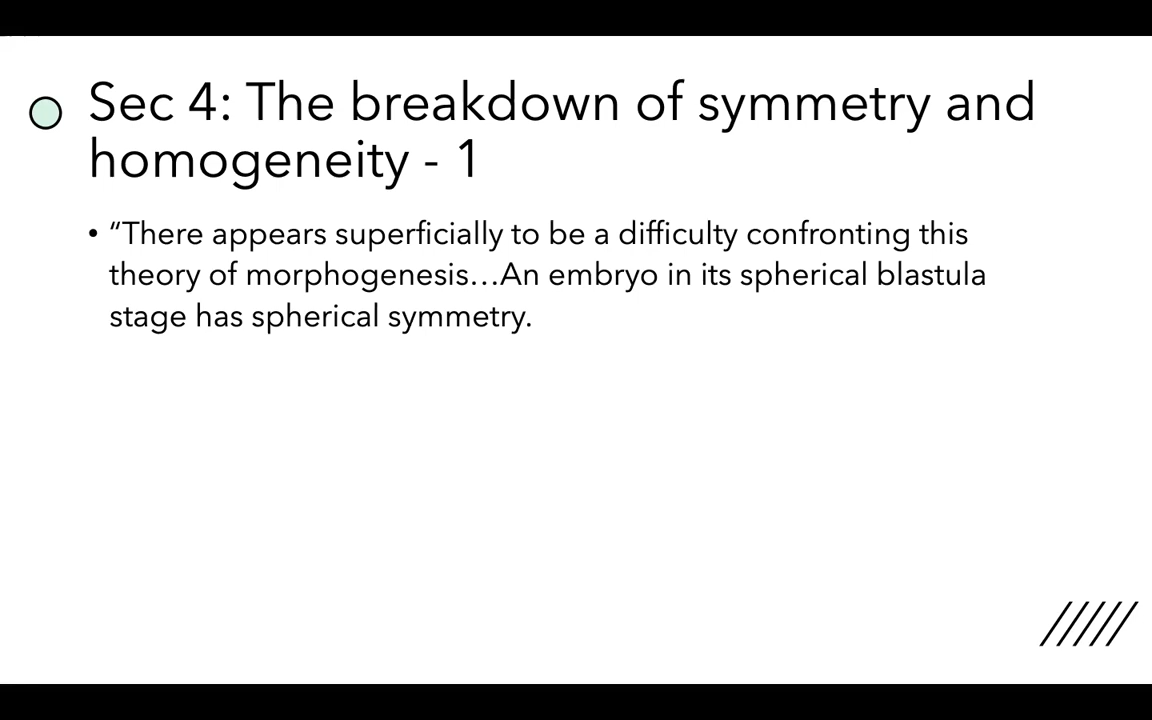 Sec 4: The breakdown of symmetry and
homogeneity - 1
• “There appears superficially to be a difficulty confronting this
theory of morphogenesis…An embryo in its spherical blastula
stage has spherical symmetry.